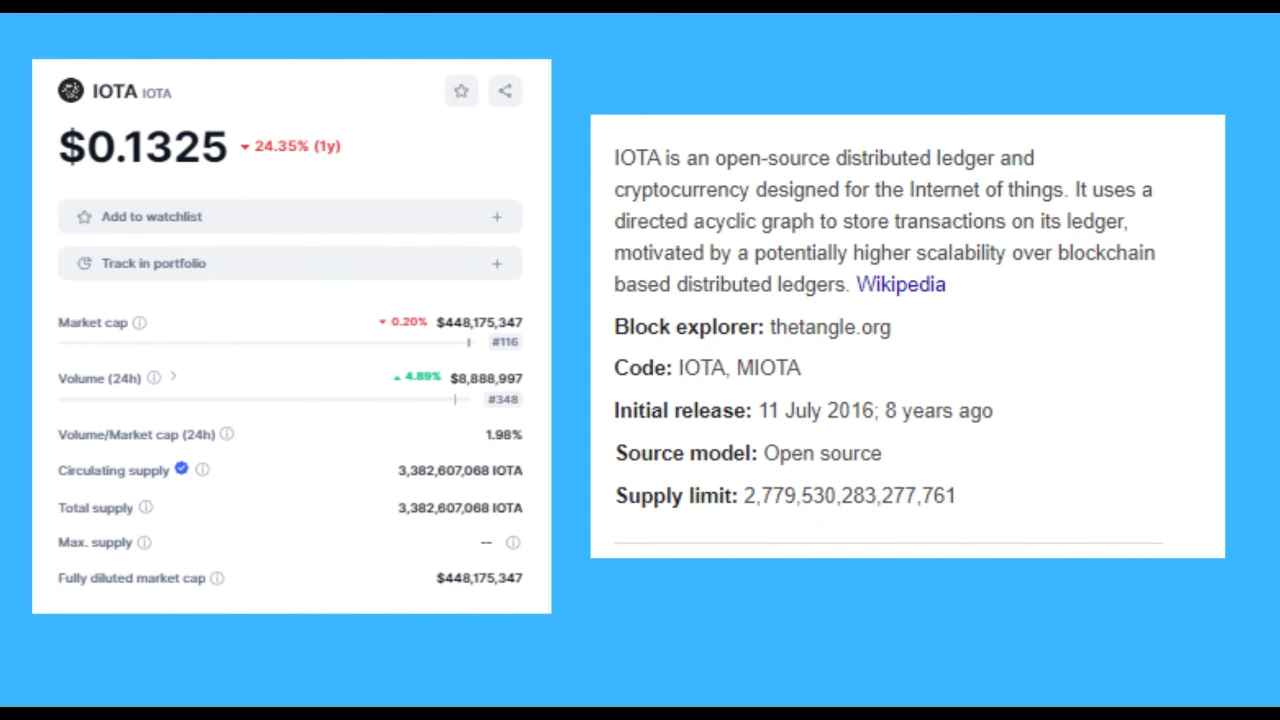 IOTA IOTA
$0.1325 24.35% (1y)
Add to watchlist +
Track in portfolio +
Market cap 0.20% $448,175,347
#116
Volume (24h) 4.89% $8,888,997
#348
Volume/Market cap (24h) 1.98%
Circulating supply 3,382,607,068 IOTA
Total supply 3,382,607,068 IOTA
Max. supply --
Fully diluted market cap $448,175,347
IOTA is an open-source distributed ledger and
cryptocurrency designed for the Internet of things. It uses a
directed acyclic graph to store transactions on its ledger,
motivated by a potentially higher scalability over blockchain
based distributed ledgers. Wikipedia
Block explorer: thetangle.org
Code: IOTA, MIOTA
Initial release: 11 July 2016; 8 years ago
Source model: Open source
Supply limit: 2,779,530,283,277,761